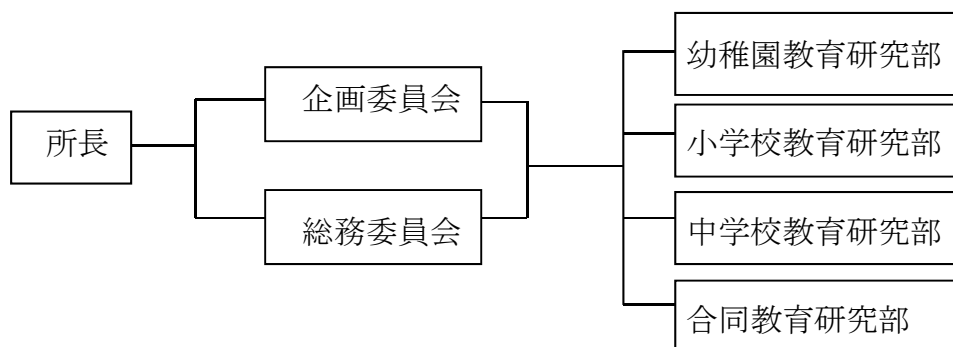 所長
企画委員会
総務委員会
幼稚園教育研究部
小学校教育研究部
中学校教育研究部
合同教育研究部